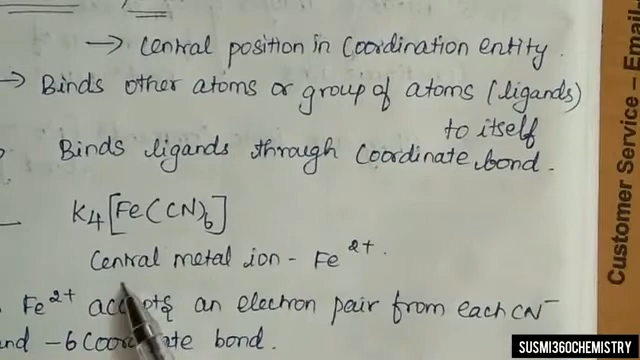 → Central position in Coordination entity.
→ Binds other atoms or group of atoms (ligands)
to itself
Binds ligands through Coordinate bond.
K4[Fe(CN)6]
Central metal ion - Fe2+.
Fe2+ accepts an electron pair from each CN-
and -6 Coordinate bond.
Customer Service - Email
SUSMI360CHEMISTRY